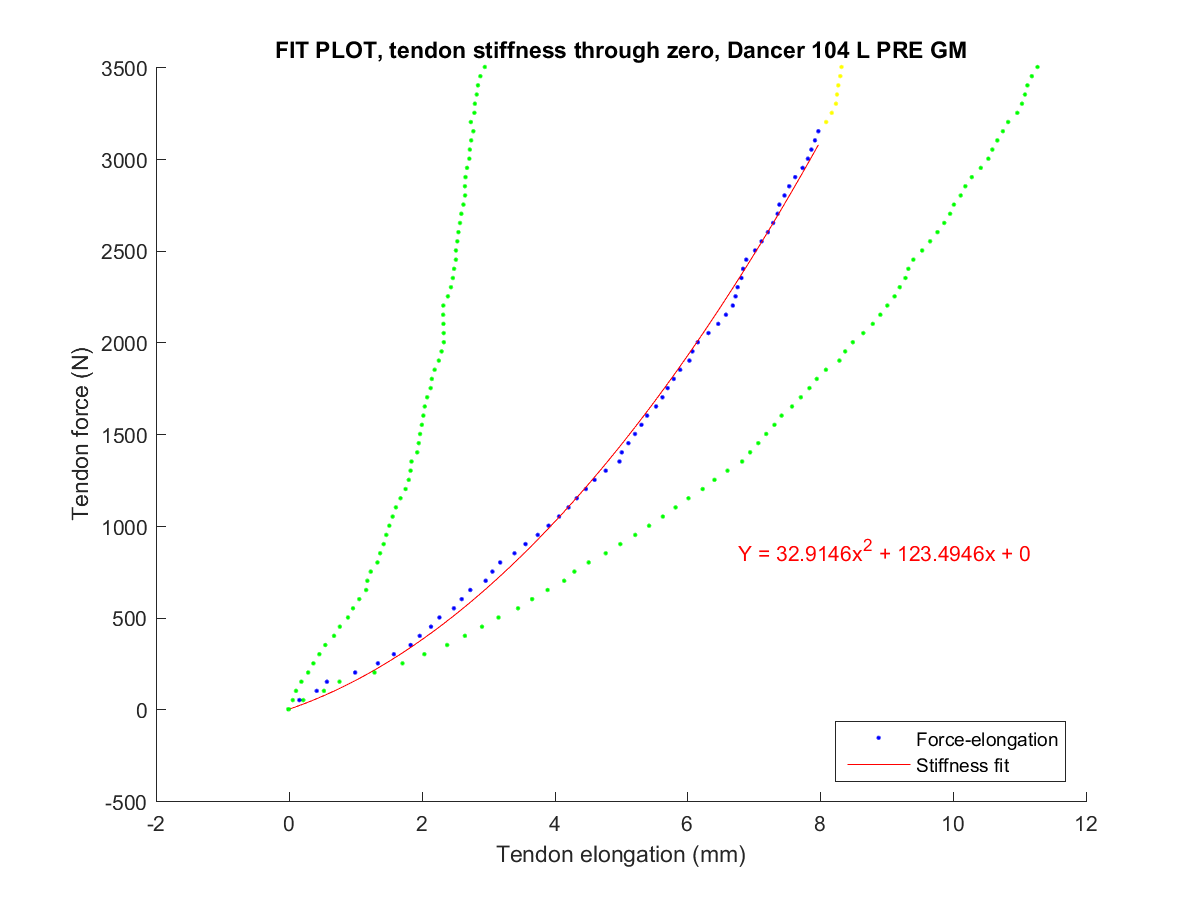 FIT PLOT, tendon stiffness through zero, Dancer 104 L PRE GM
3500
3000
2500
2000
1500
1000
500
0
-500
Tendon force (N)
Y = 32.9146x² + 123.4946x + 0
Force-elongation
Stiffness fit
-2 0 2 4 6 8 10 12
Tendon elongation (mm)